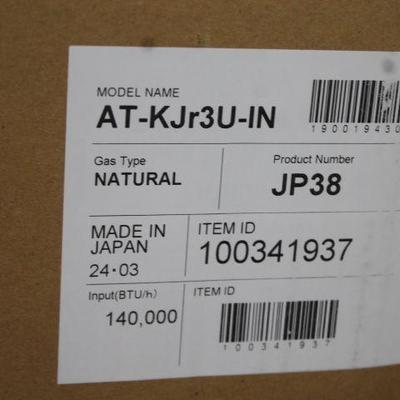 MODEL NAME
AT-KJr3U-IN
190019430
Gas Type
NATURAL
Product Number
JP38
MADE IN
JAPAN
24・03
ITEM ID
100341937
Input(BTU/h)
140,000
ITEM ID
100341937